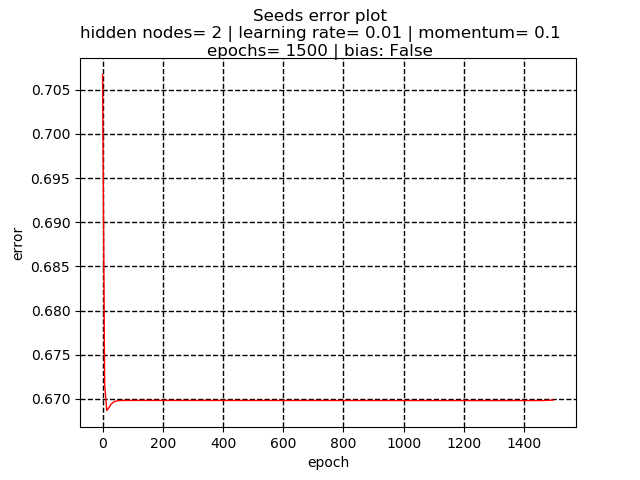 Seeds error plot
hidden nodes= 2 | learning rate= 0.01 | momentum= 0.1
epochs= 1500 | bias: False
0.705
0.700
0.695
0.690
0.685
0.680
0.675
0.670
error
0 200 400 600 800 1000 1200 1400
epoch